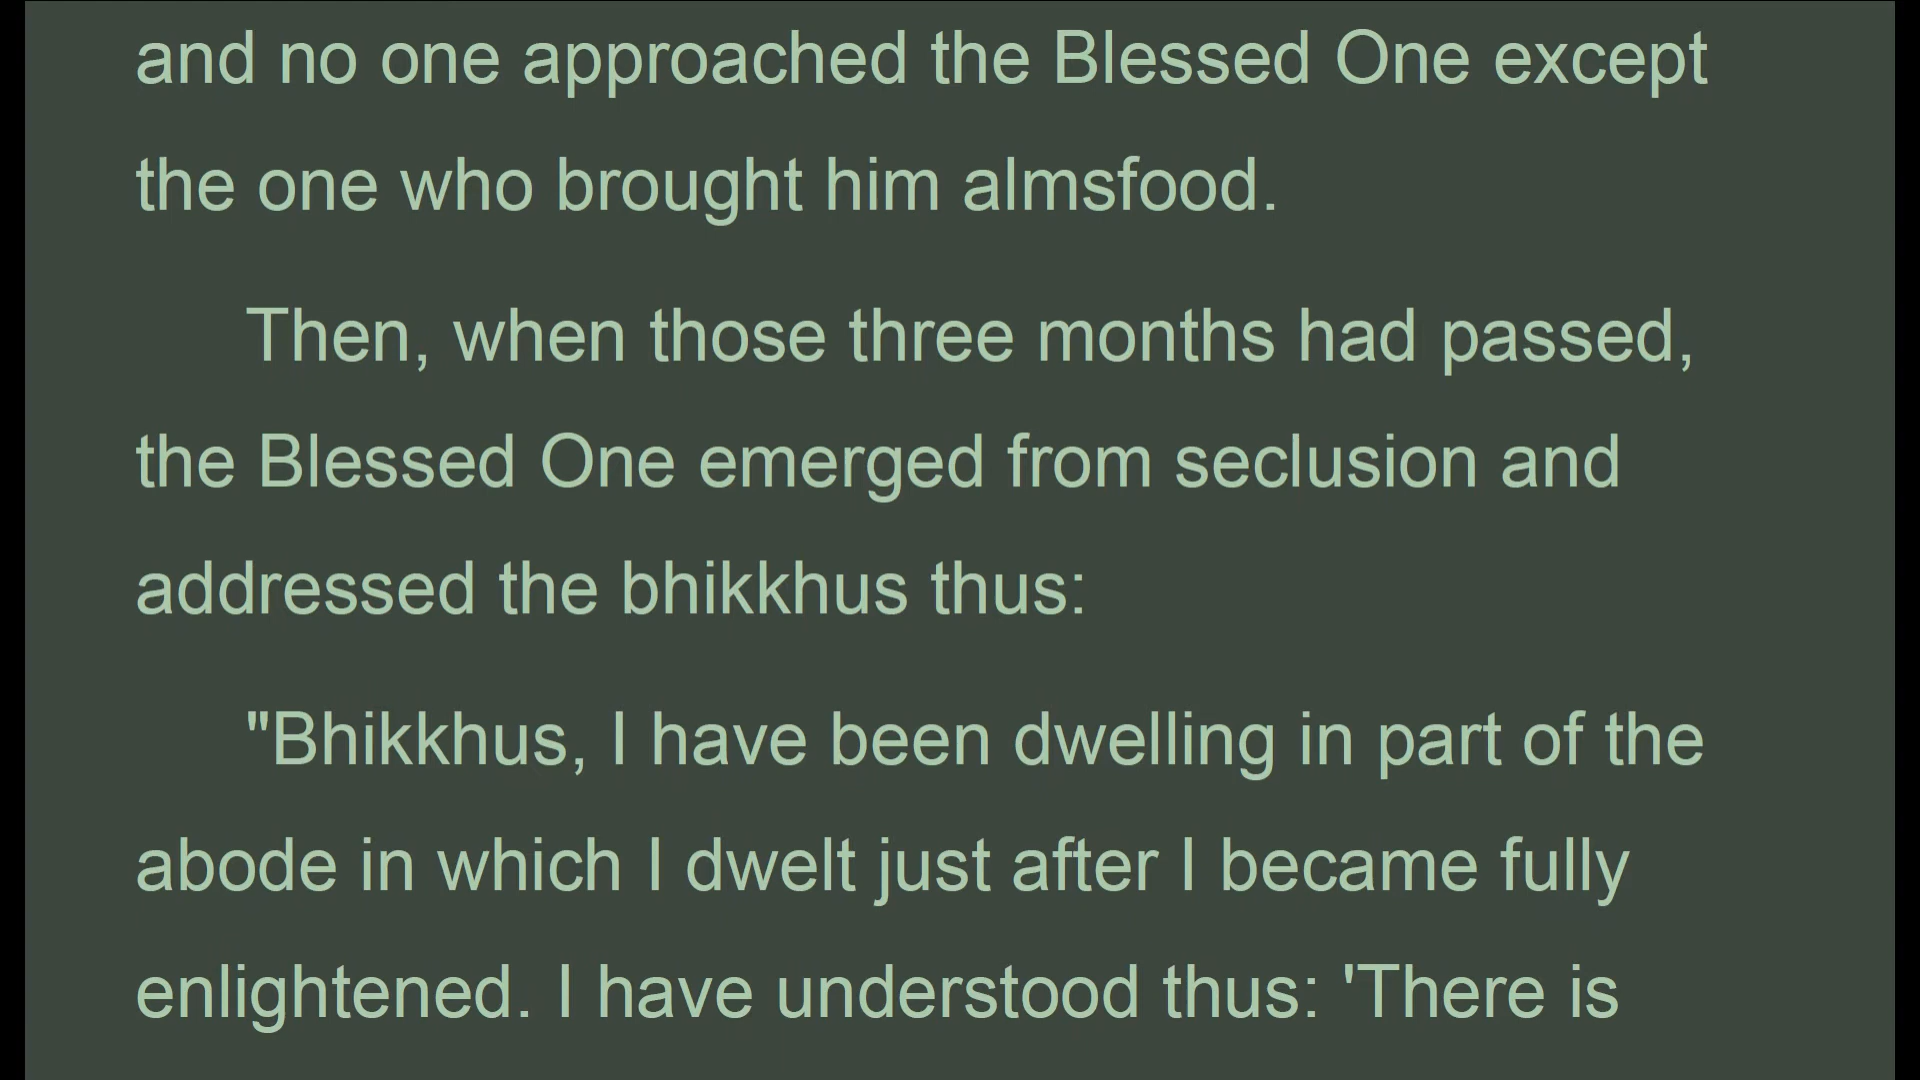 and no one approached the Blessed One except
the one who brought him almsfood.
Then, when those three months had passed,
the Blessed One emerged from seclusion and
addressed the bhikkhus thus:
"Bhikkhus, I have been dwelling in part of the
abode in which I dwelt just after I became fully
enlightened. I have understood thus: 'There is